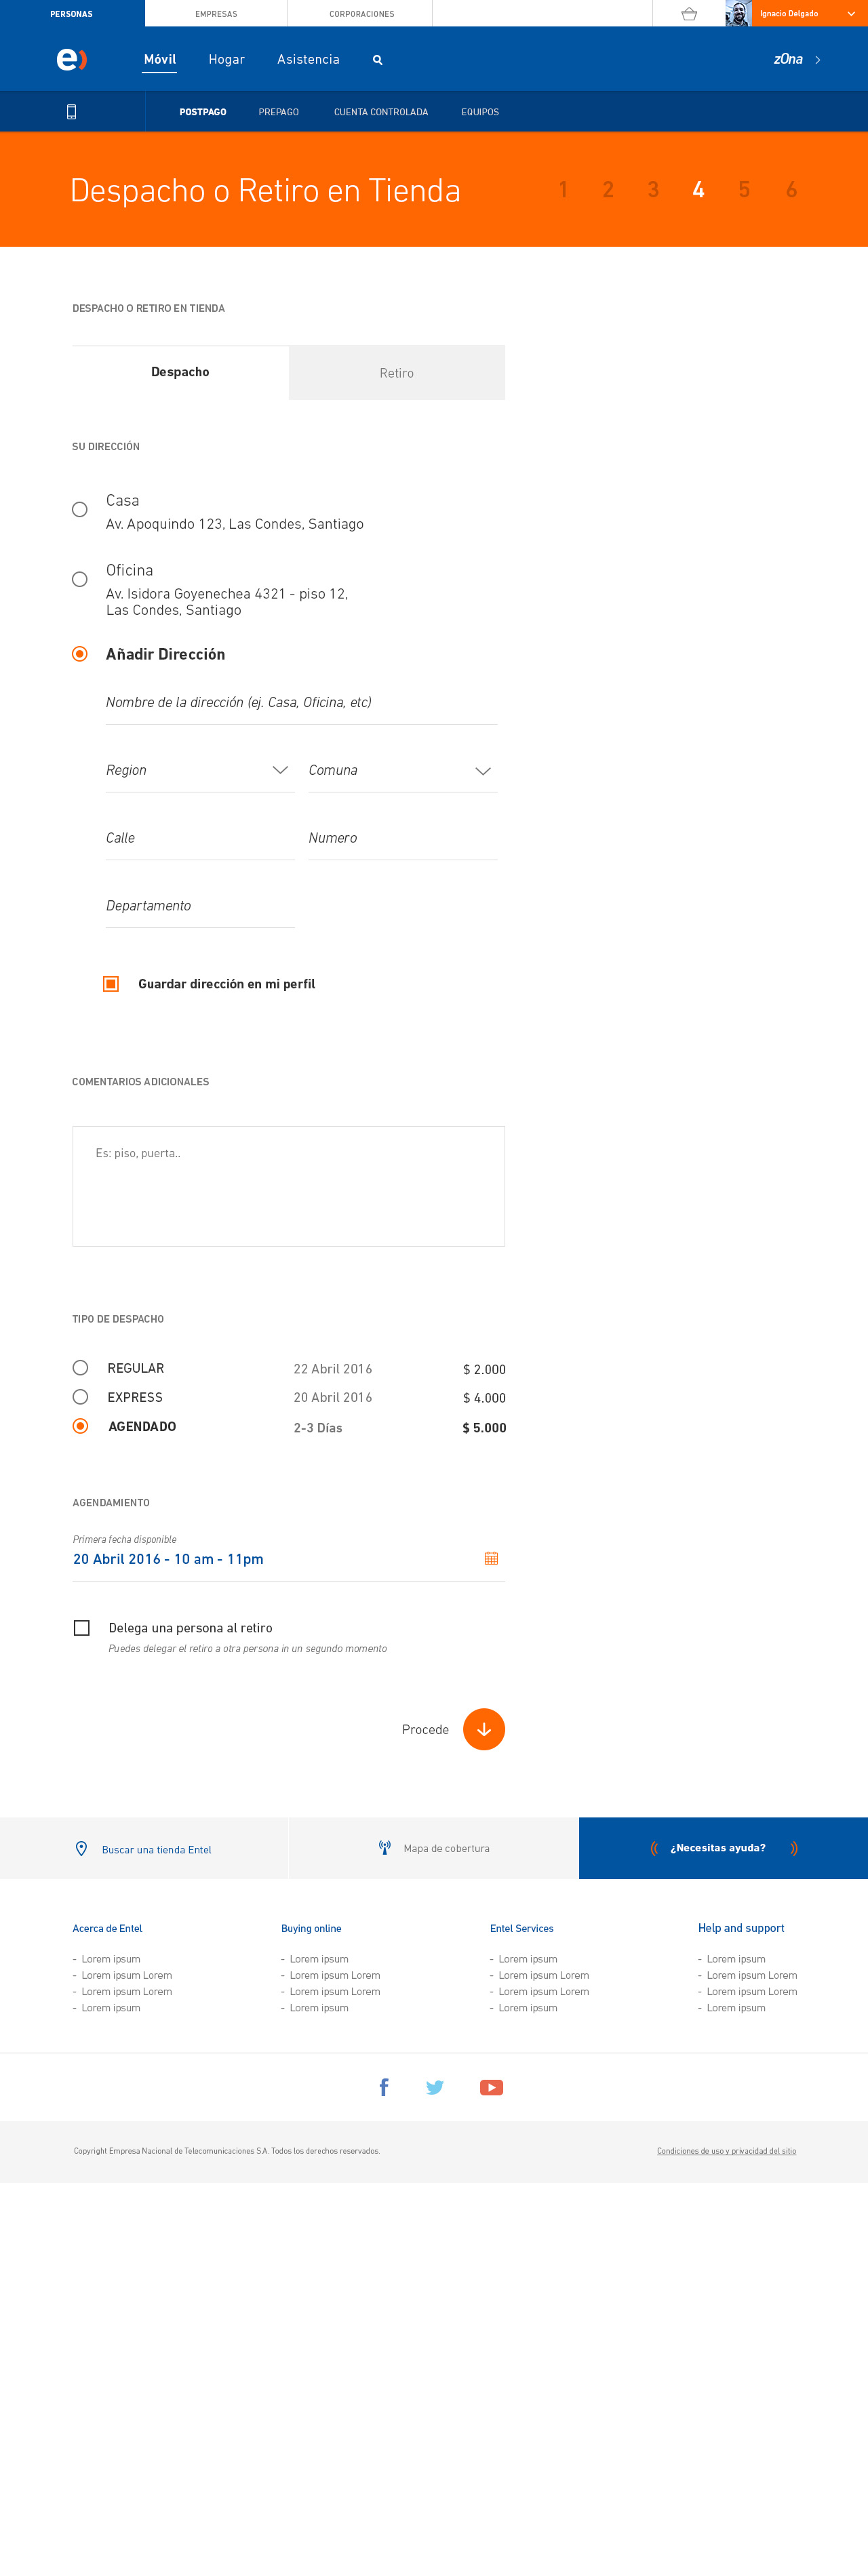 PERSONAS
EMPRESAS
CORPORACIONES
Ignacio Delgado
e)
Móvil
Hogar
Asistencia
zOna
POSTPAGO
PREPAGO
CUENTA CONTROLADA
EQUIPOS
Despacho o Retiro en Tienda
1 2 3 4 5 6
DESPACHO O RETIRO EN TIENDA
Despacho
Retiro
SU DIRECCIÓN
Casa
Av. Apoquindo 123, Las Condes, Santiago
Oficina
Av. Isidora Goyenechea 4321 - piso 12,
Las Condes, Santiago
Añadir Dirección
Nombre de la dirección (ej. Casa, Oficina, etc)
Region
Comuna
Calle
Numero
Departamento
Guardar dirección en mi perfil
COMENTARIOS ADICIONALES
Es: piso, puerta..
TIPO DE DESPACHO
REGULAR 22 Abril 2016 $ 2.000
EXPRESS 20 Abril 2016 $ 4.000
AGENDADO 2-3 Días $ 5.000
AGENDAMIENTO
Primera fecha disponible
20 Abril 2016 - 10 am - 11pm
Delega una persona al retiro
Puedes delegar el retiro a otra persona in un segundo momento
Procede
Buscar una tienda Entel
Mapa de cobertura
¿Necesitas ayuda?
Acerca de Entel
- Lorem ipsum
- Lorem ipsum Lorem
- Lorem ipsum Lorem
- Lorem ipsum
Buying online
- Lorem ipsum
- Lorem ipsum Lorem
- Lorem ipsum Lorem
- Lorem ipsum
Entel Services
- Lorem ipsum
- Lorem ipsum Lorem
- Lorem ipsum Lorem
- Lorem ipsum
Help and support
- Lorem ipsum
- Lorem ipsum Lorem
- Lorem ipsum Lorem
- Lorem ipsum
Copyright Empresa Nacional de Telecomunicaciones S.A. Todos los derechos reservados.
Condiciones de uso y privacidad del sitio